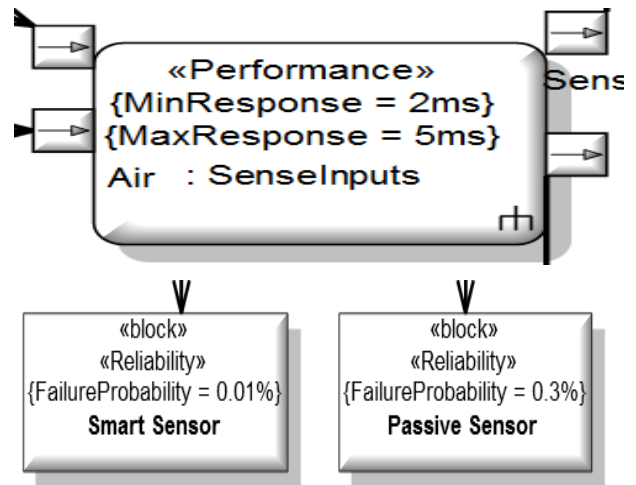 «Performance»
{MinResponse = 2ms}
{MaxResponse = 5ms}
Air : SenseInputs
Sens
«block»
«Reliability»
{FailureProbability = 0.01%}
Smart Sensor
«block»
«Reliability»
{FailureProbability = 0.3%}
Passive Sensor